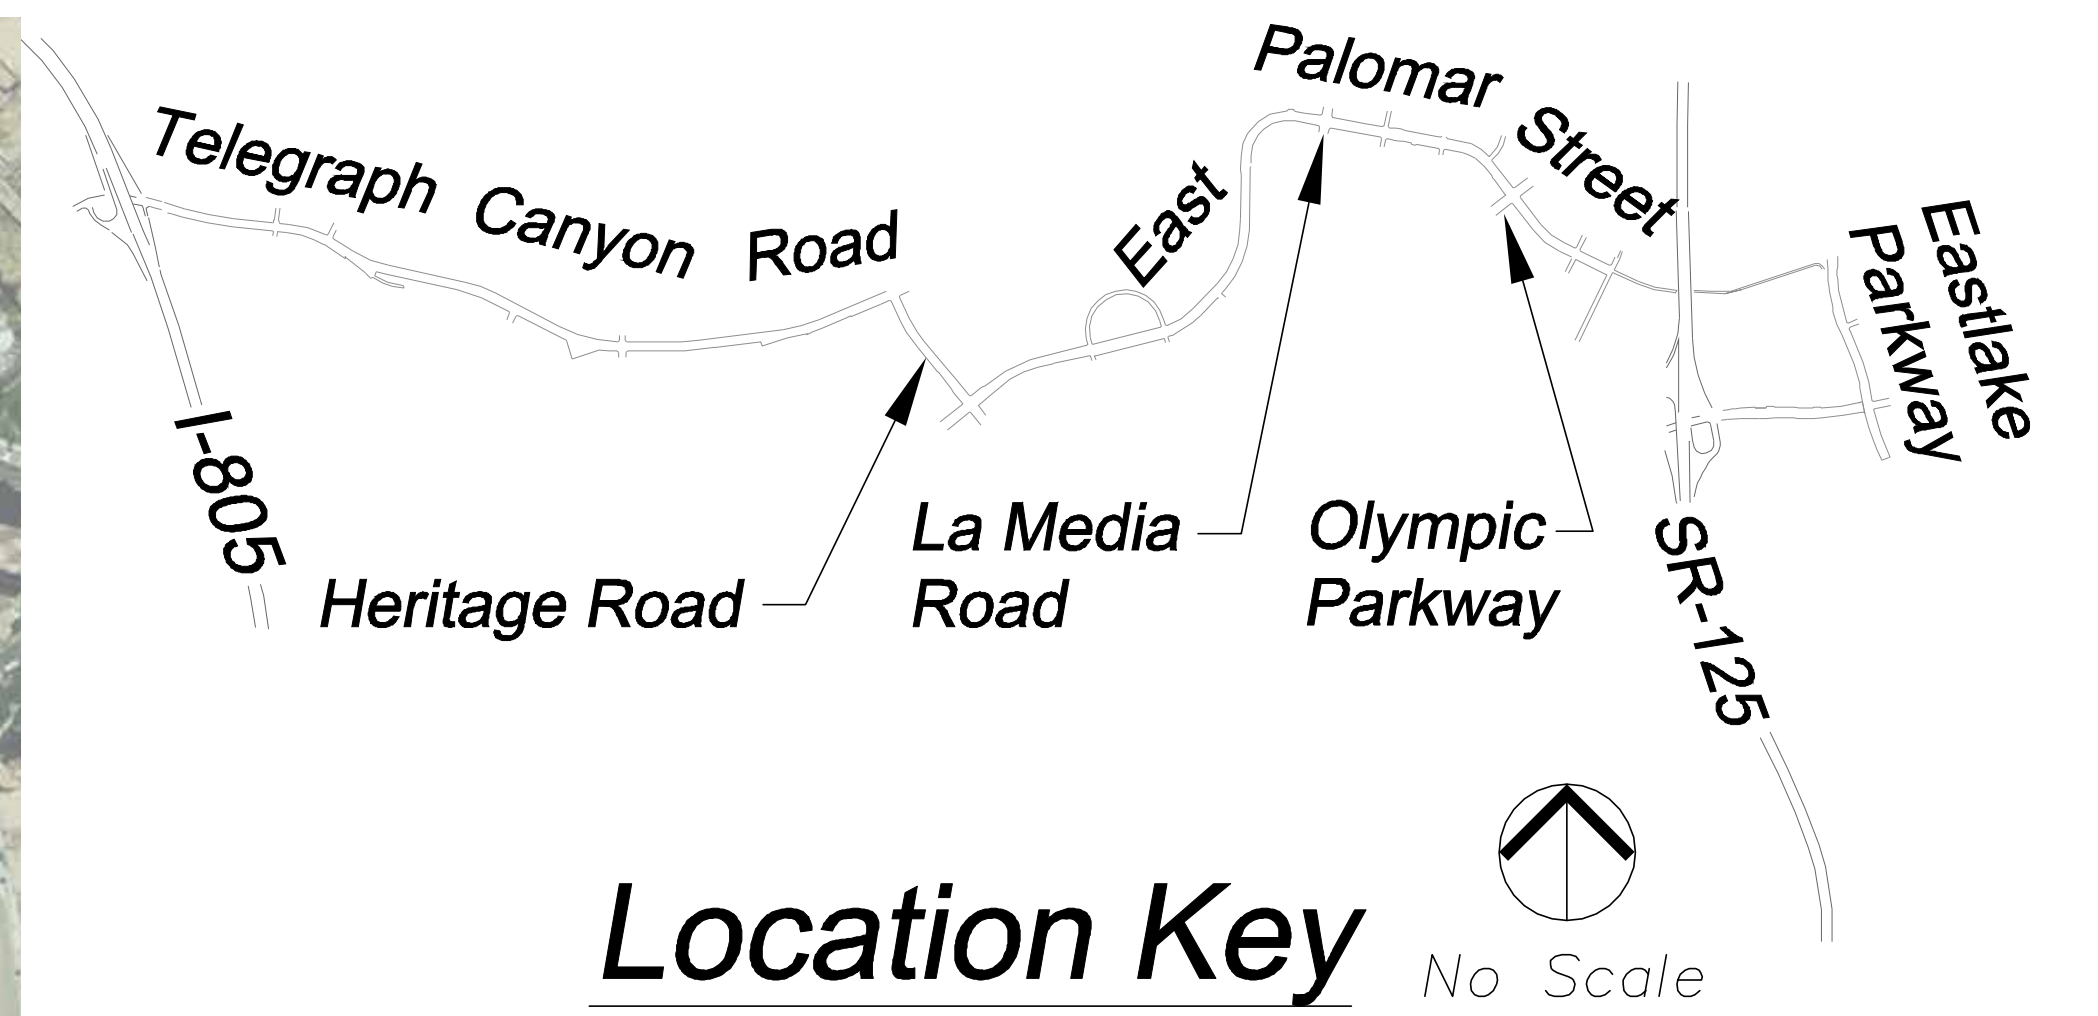 Telegraph Canyon Road
East Palomar Street
Eastlake
Parkway
I-805
Heritage Road
La Media
Road
Olympic
Parkway
SR-125
Location Key
No Scale